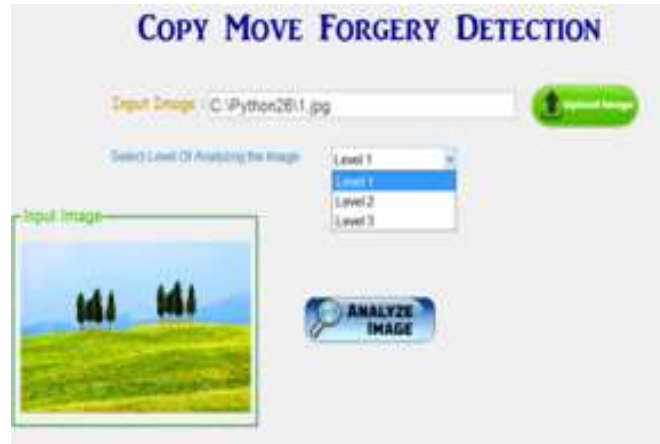 COPY MOVE FORGERY DETECTION
Input Image : C:\Python26\1.jpg
Upload Image
Select Level Of Analyzing the Image
Level 1
Level 1
Level 2
Level 3
Input Image
ANALYZE
IMAGE